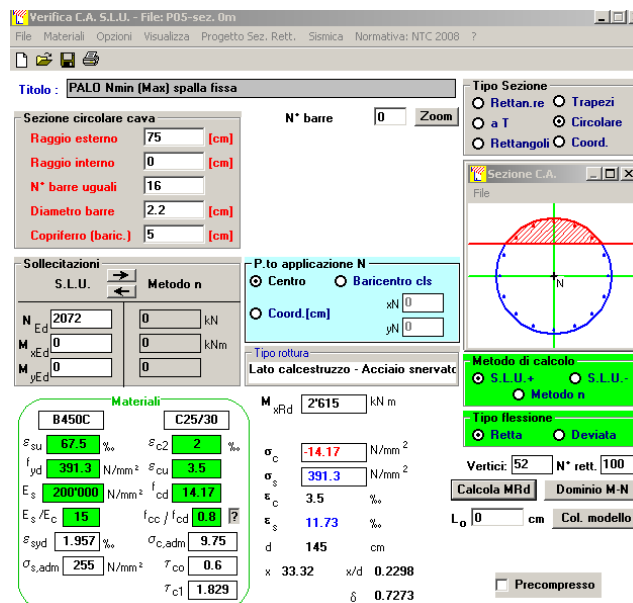 Verifica C.A. S.L.U. - File: P05-sez. 0m
File Materiali Opzioni Visualizza Progetto Sez. Rett. Sismica Normativa: NTC 2008 ?
Titolo : PALO Nmin (Max) spalla fissa
Tipo Sezione
Rettan.re Trapezi
a T Circolare
Rettangoli Coord.
Sezione circolare cava
Raggio esterno 75 [cm]
Raggio interno 0 [cm]
N° barre uguali 16
Diametro barre 2.2 [cm]
Copriferro (baric.) 5 [cm]
N° barre 0 Zoom
Sezione C.A.
File
N
Sollecitazioni
S.L.U. Metodo n
N Ed 2072 0 kN
M xEd 0 0 kNm
M yEd 0 0
P.to applicazione N
Centro Baricentro cls
Coord.[cm] xN 0
yN 0
Tipo rottura
Lato calcestruzzo - Acciaio snervato
Metodo di calcolo
S.L.U.+ S.L.U.-
Metodo n
Tipo flessione
Retta Deviata
Vertici: 52 N° rett. 100
Calcola MRd Dominio M-N
L₀ 0 cm Col. modello
Precompresso
Materiali
B450C C25/30
εsu 67.5 ‰ εc2 2 ‰
fyd 391.3 N/mm² εcu 3.5
Es 200'000 N/mm² fcd 14.17
Es/Ec 15 fcc/fcd 0.8 ?
εsyd 1.957 ‰ σc,adm 9.75
σs,adm 255 N/mm² τco 0.6
τc1 1.829
M xRd 2'615 kN m
σc -14.17 N/mm²
σs 391.3 N/mm²
εc 3.5 ‰
εs 11.73 ‰
d 145 cm
x 33.32 x/d 0.2298
δ 0.7273